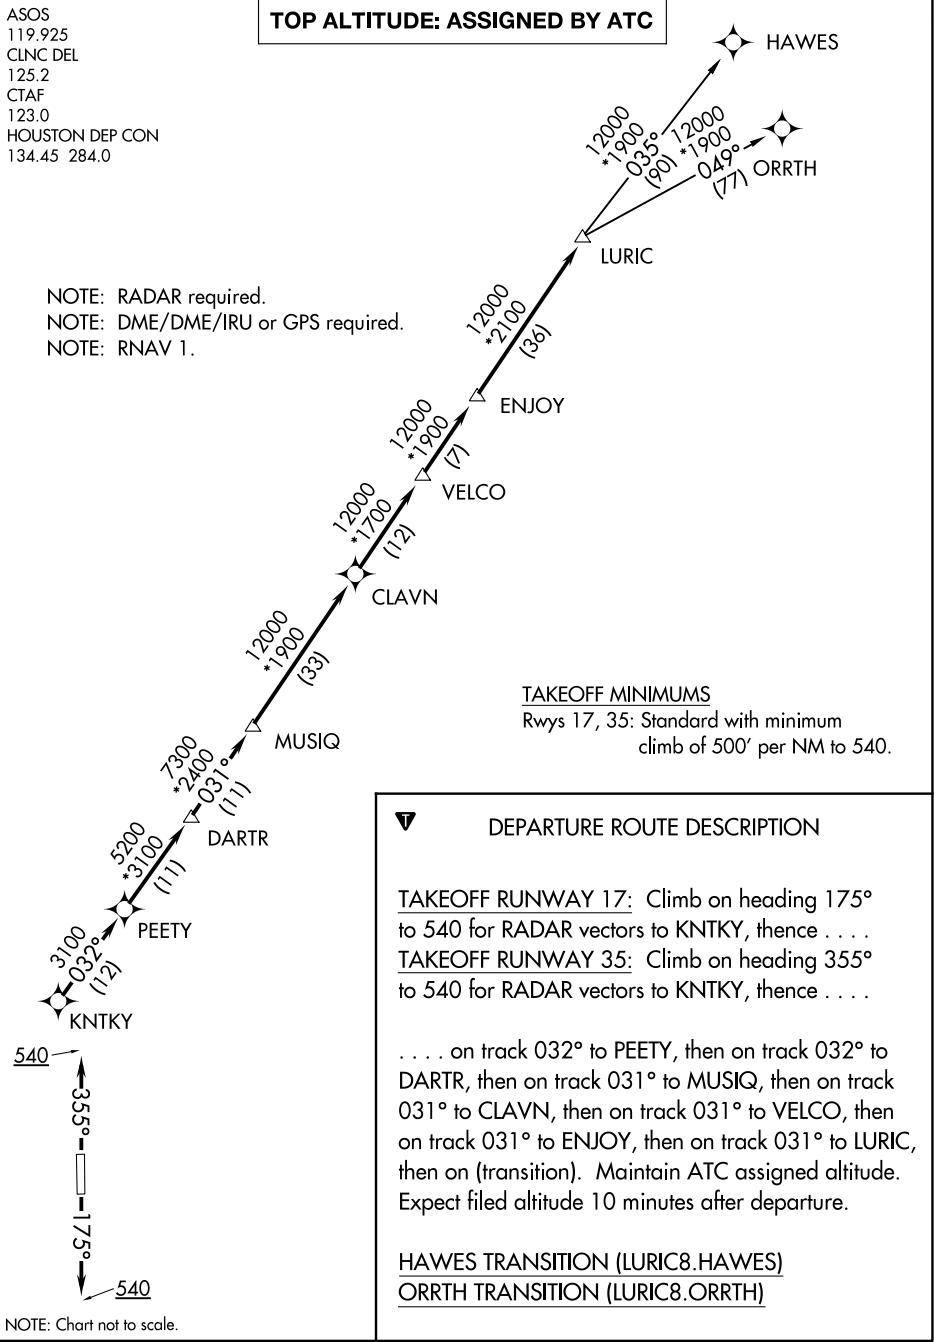 ASOS
119.925
CLNC DEL
125.2
CTAF
123.0
HOUSTON DEP CON
134.45 284.0
TOP ALTITUDE: ASSIGNED BY ATC
HAWES
12000
*1900
035°
(90)
12000
*1900
049°
(77)
ORRTH
LURIC
NOTE: RADAR required.
NOTE: DME/DME/IRU or GPS required.
NOTE: RNAV 1.
12000
*2100
(36)
ENJOY
12000
*1900
(7)
VELCO
12000
*1700
(12)
CLAVN
12000
*1900
(33)
MUSIQ
7300
*2400
031°
(11)
DARTR
5200
*3100
(11)
PEETY
3100
032°
(12)
KNTKY
540
355°
175°
540
NOTE: Chart not to scale.
TAKEOFF MINIMUMS
Rwys 17, 35: Standard with minimum
climb of 500' per NM to 540.
T
DEPARTURE ROUTE DESCRIPTION
TAKEOFF RUNWAY 17: Climb on heading 175°
to 540 for RADAR vectors to KNTKY, thence . . . .
TAKEOFF RUNWAY 35: Climb on heading 355°
to 540 for RADAR vectors to KNTKY, thence . . . .
. . . . on track 032° to PEETY, then on track 032° to
DARTR, then on track 031° to MUSIQ, then on track
031° to CLAVN, then on track 031° to VELCO, then
on track 031° to ENJOY, then on track 031° to LURIC,
then on (transition). Maintain ATC assigned altitude.
Expect filed altitude 10 minutes after departure.
HAWES TRANSITION (LURIC8.HAWES)
ORRTH TRANSITION (LURIC8.ORRTH)